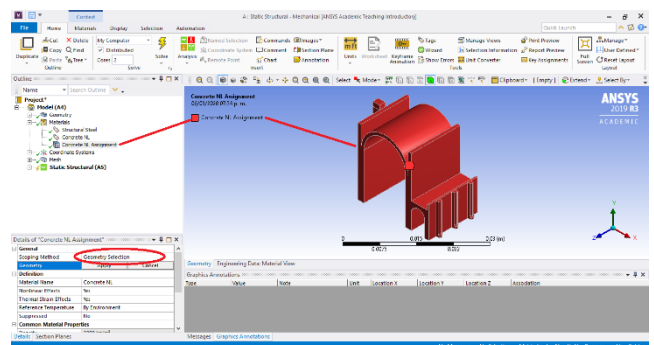 Context
A : Static Structural - Mechanical [ANSYS Academic Teaching Introductory]
File Home Materials Display Selection Automation
Quick Launch
Duplicate
Cut Delete
Copy Find
Paste Tree
Outline
My Computer
Distributed
Cores 2
Solve
Solve
Analysis
Named Selection
Coordinate System
Remote Point
Commands
Comment
Chart
Images
Section Plane
Annotation
Insert
Units Worksheet Keyframe Animation
Tags
Wizard
Show Errors
Manage Views
Selection Information
Unit Converter
Print Preview
Report Preview
Key Assignments
Tools
Full Screen
Manage
User Defined
Reset Layout
Layout
Outline
Name Search Outline
Select Mode Clipboard [ Empty ] Extend Select By
Project*
Model (A4)
Geometry
Materials
Structural Steel
Concrete NL
Concrete NL Assignment
Coordinate Systems
Mesh
Static Structural (A5)
Concrete NL Assignment
Concrete NL Assignment
ANSYS
2019 R3
ACADEMIC
Y
Z X
0 0.015 0.03 (m)
Details of "Concrete NL Assignment"
General
Scoping Method Geometry Selection
Geometry Apply Cancel
Definition
Material Name Concrete NL
Nonlinear Effects Yes
Thermal Strain Effects Yes
Reference Temperature By Environment
Suppressed No
Common Material Properties
Details Section Planes
Geometry Engineering Data: Material View
Graphics Annotations
Type Value Note Unit Location X Location Y Location Z Association
Messages Graphics Annotations